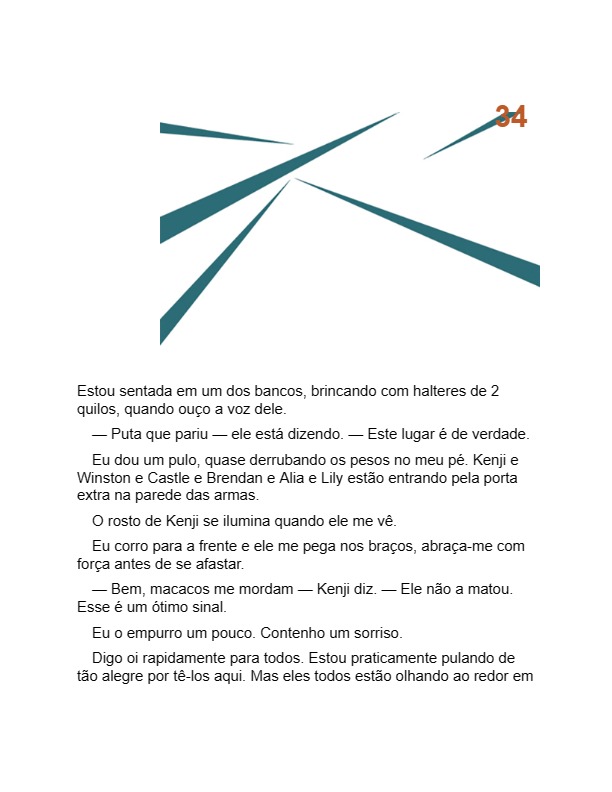 34
Estou sentada em um dos bancos, brincando com halteres de 2
quilos, quando ouço a voz dele.
— Puta que pariu — ele está dizendo. — Este lugar é de verdade.
Eu dou um pulo, quase derrubando os pesos no meu pé. Kenji e
Winston e Castle e Brendan e Alia e Lily estão entrando pela porta
extra na parede das armas.
O rosto de Kenji se ilumina quando ele me vê.
Eu corro para a frente e ele me pega nos braços, abraça-me com
força antes de se afastar.
— Bem, macacos me mordam — Kenji diz. — Ele não a matou.
Esse é um ótimo sinal.
Eu o empurro um pouco. Contenho um sorriso.
Digo oi rapidamente para todos. Estou praticamente pulando de
tão alegre por tê-los aqui. Mas eles todos estão olhando ao redor em